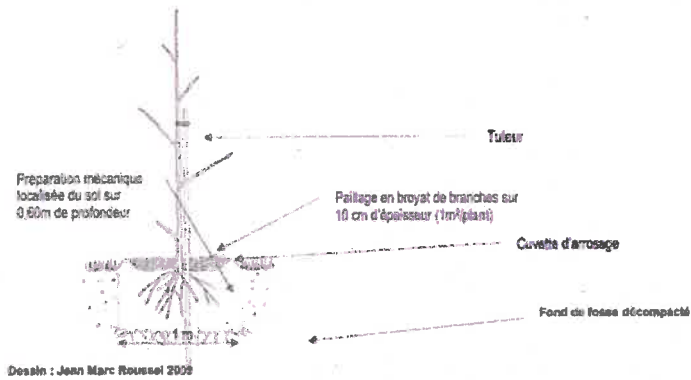 Tuteur
Préparation mécanique
localisée du sol sur
0,60m de profondeur
Paillage en broyat de branches sur
10 cm d'épaisseur (1m²/plant)
Cuvette d'arrosage
Fond de fosse décompacté
1 m
Dessin : Jean Marc Roussel 2009